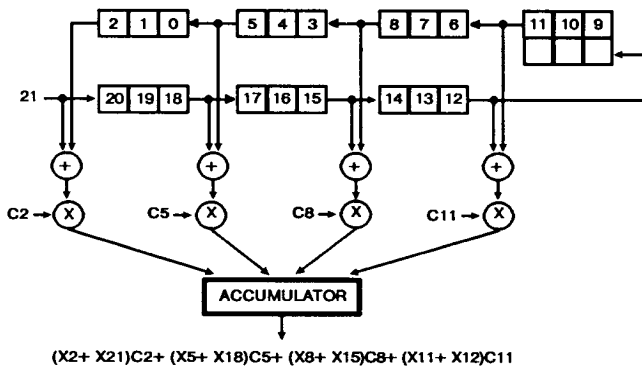 2 1 0 5 4 3 8 7 6 11 10 9
21 20 19 18 17 16 15 14 13 12
+ + + +
C2 X C5 X C8 X C11 X
ACCUMULATOR
(X2+ X21)C2+ (X5+ X18)C5+ (X8+ X15)C8+ (X11+ X12)C11